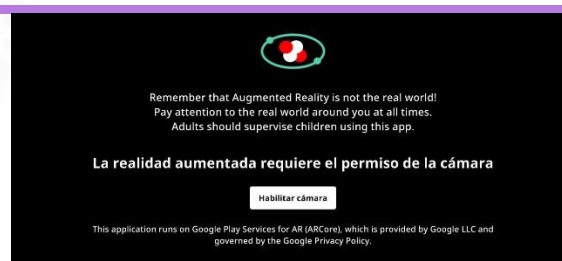 Remember that Augmented Reality is not the real world!
Pay attention to the real world around you at all times.
Adults should supervise children using this app.
La realidad aumentada requiere el permiso de la cámara
Habilitar cámara
This application runs on Google Play Services for AR (ARCore), which is provided by Google LLC and
governed by the Google Privacy Policy.